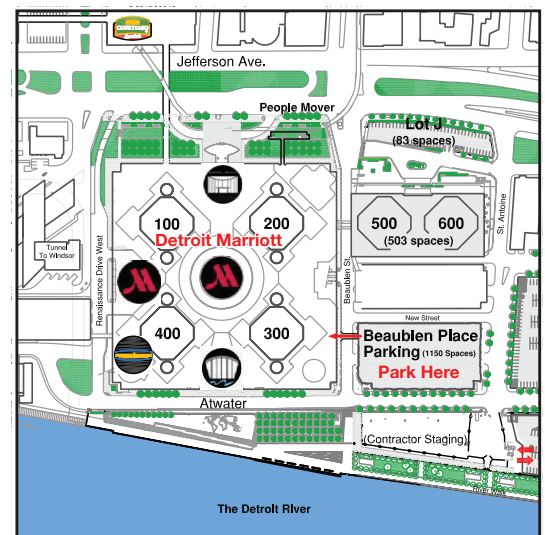 Jefferson Ave.
People Mover
Lot J
(83 spaces)
100
200
500
600
(503 spaces)
St. Antoine
Detroit Marriott
Tunnel
To Windsor
Renaissance Drive West
Beaubien St.
New Street
400
300
Beaublen Place
Parking (1150 Spaces)
Park Here
Atwater
(Contractor Staging)
The Detroit RIver